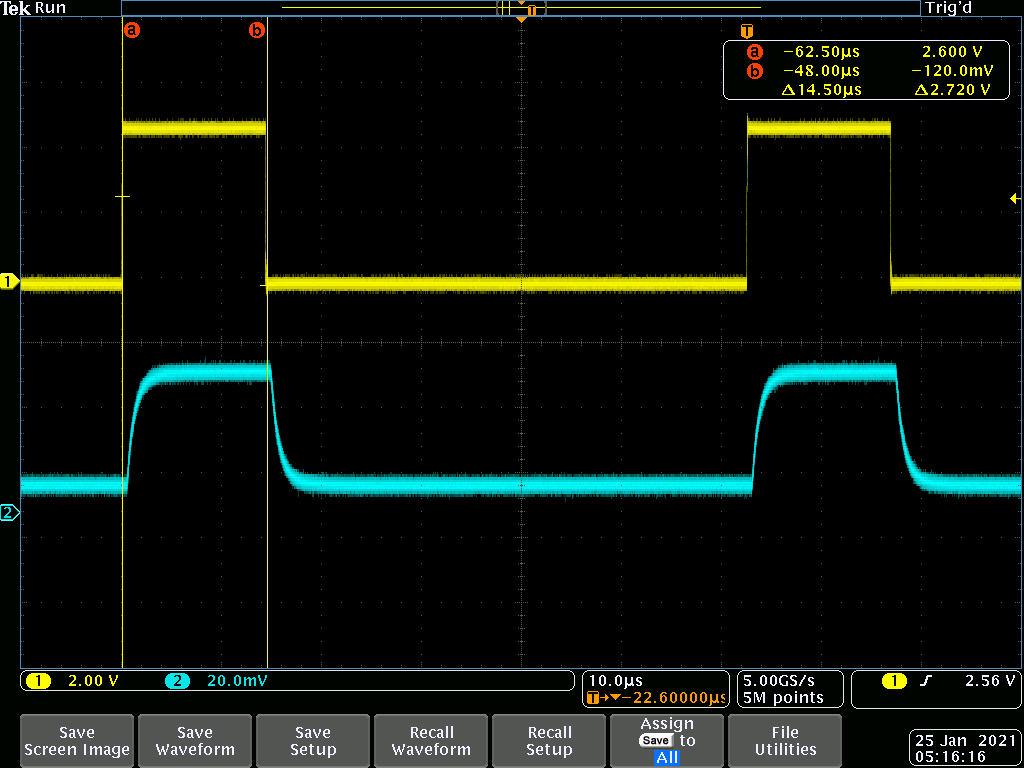 Tek Run
Trig'd
a
b
T
T
a −62.50µs 2.600 V
b −48.00µs −120.0mV
Δ14.50µs Δ2.720 V
1
2
1 2.00 V
2 20.0mV
10.0µs
T→▼−22.60000µs
5.00GS/s
5M points
1 ʃ 2.56 V
Save
Screen Image
Save
Waveform
Save
Setup
Recall
Waveform
Recall
Setup
Assign
Save to
All
File
Utilities
25 Jan 2021
05:16:16